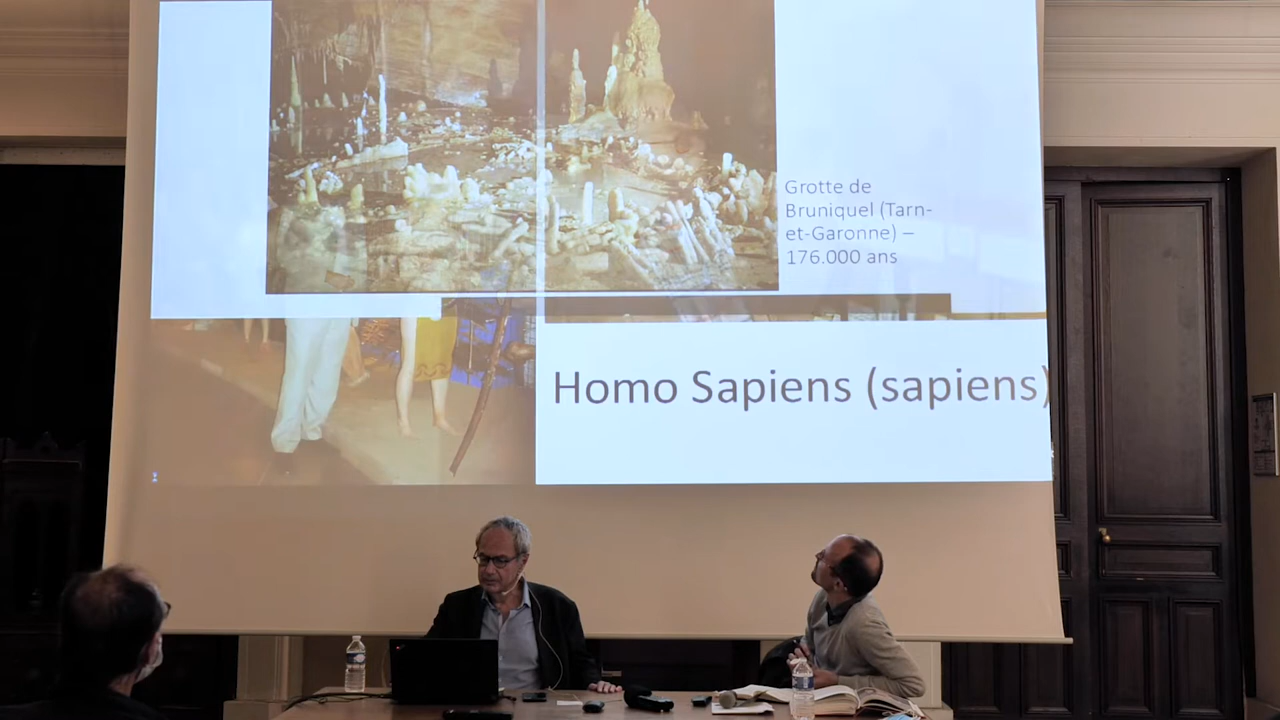 Grotte de
Bruniquel (Tarn-
et-Garonne) –
176.000 ans
Homo Sapiens (sapiens)